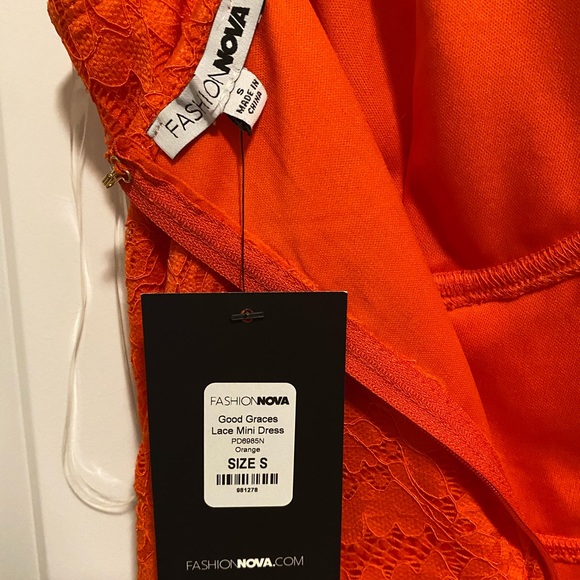 FASHIONNOVA
S
MADE IN
CHINA
FASHIONNOVA
Good Graces
Lace Mini Dress
PD6985N
Orange
SIZE S
981278
FASHIONNOVA.COM